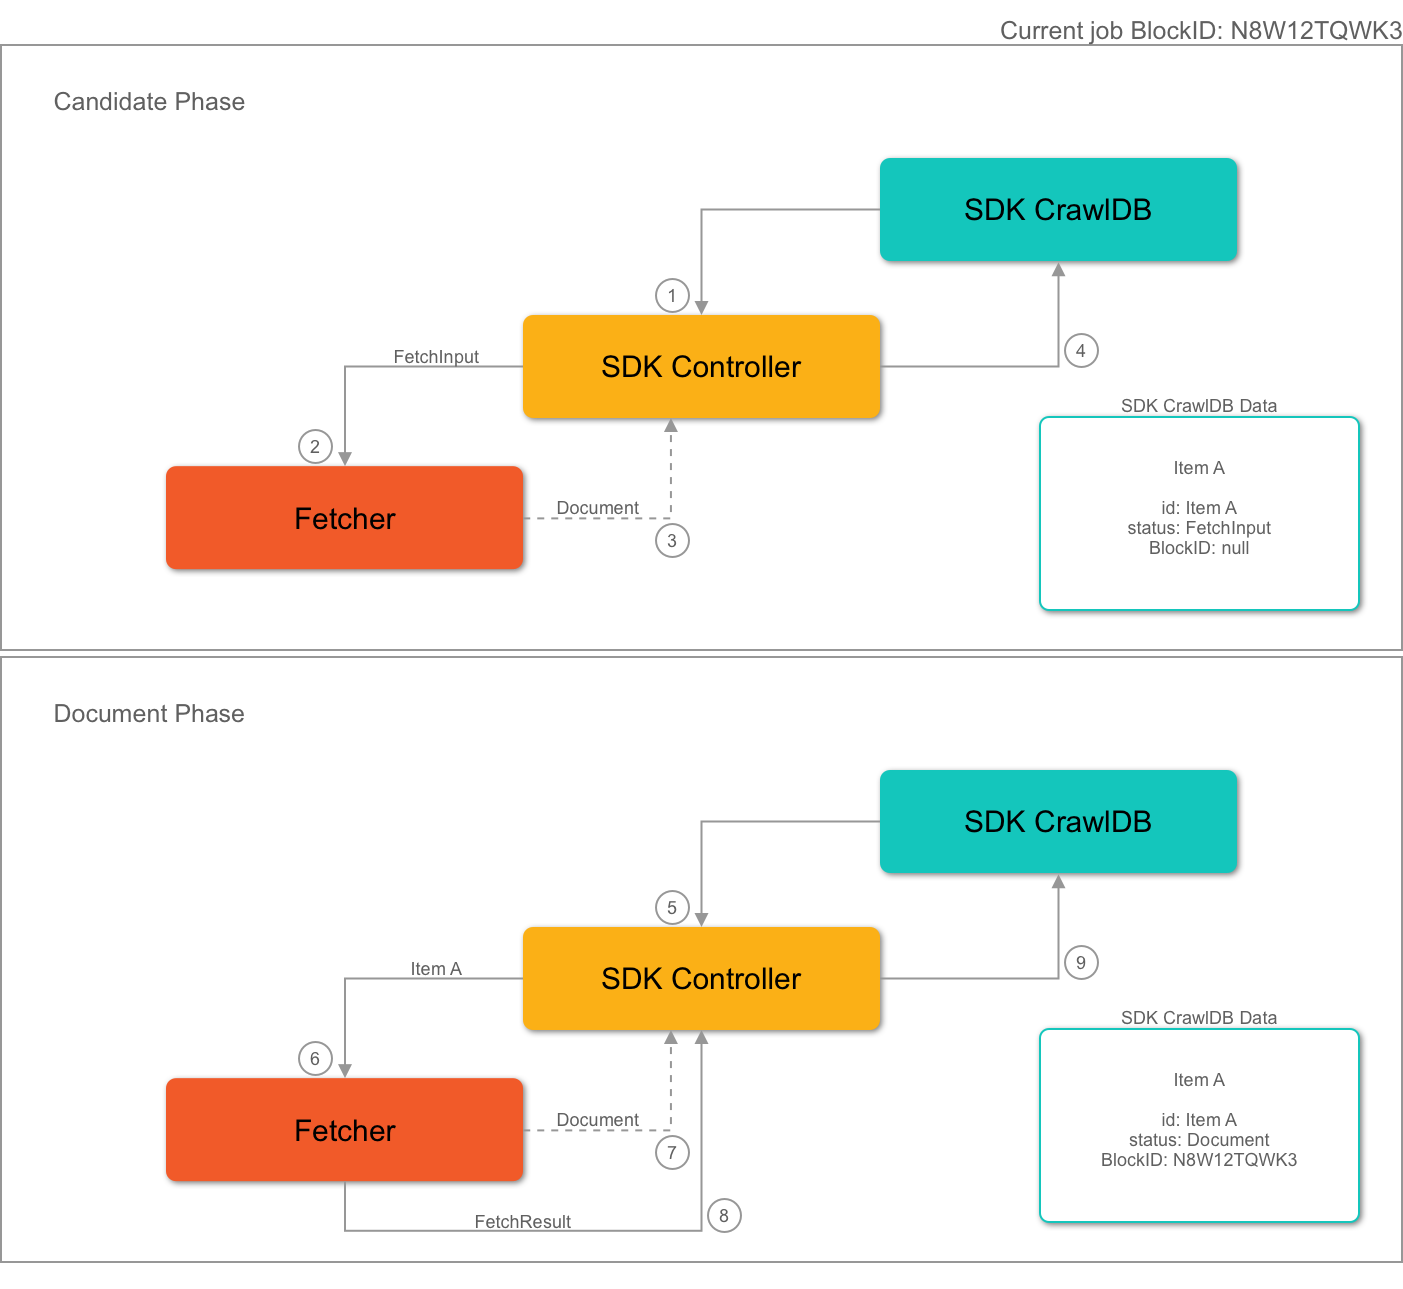 Current job BlockID: N8W12TQWK3
Candidate Phase
SDK CrawlDB
1
SDK Controller
FetchInput
4
2
Fetcher
Document
3
SDK CrawlDB Data
Item A
id: Item A
status: FetchInput
BlockID: null
Document Phase
SDK CrawlDB
5
SDK Controller
Item A
9
6
Fetcher
Document
7
FetchResult
8
SDK CrawlDB Data
Item A
id: Item A
status: Document
BlockID: N8W12TQWK3